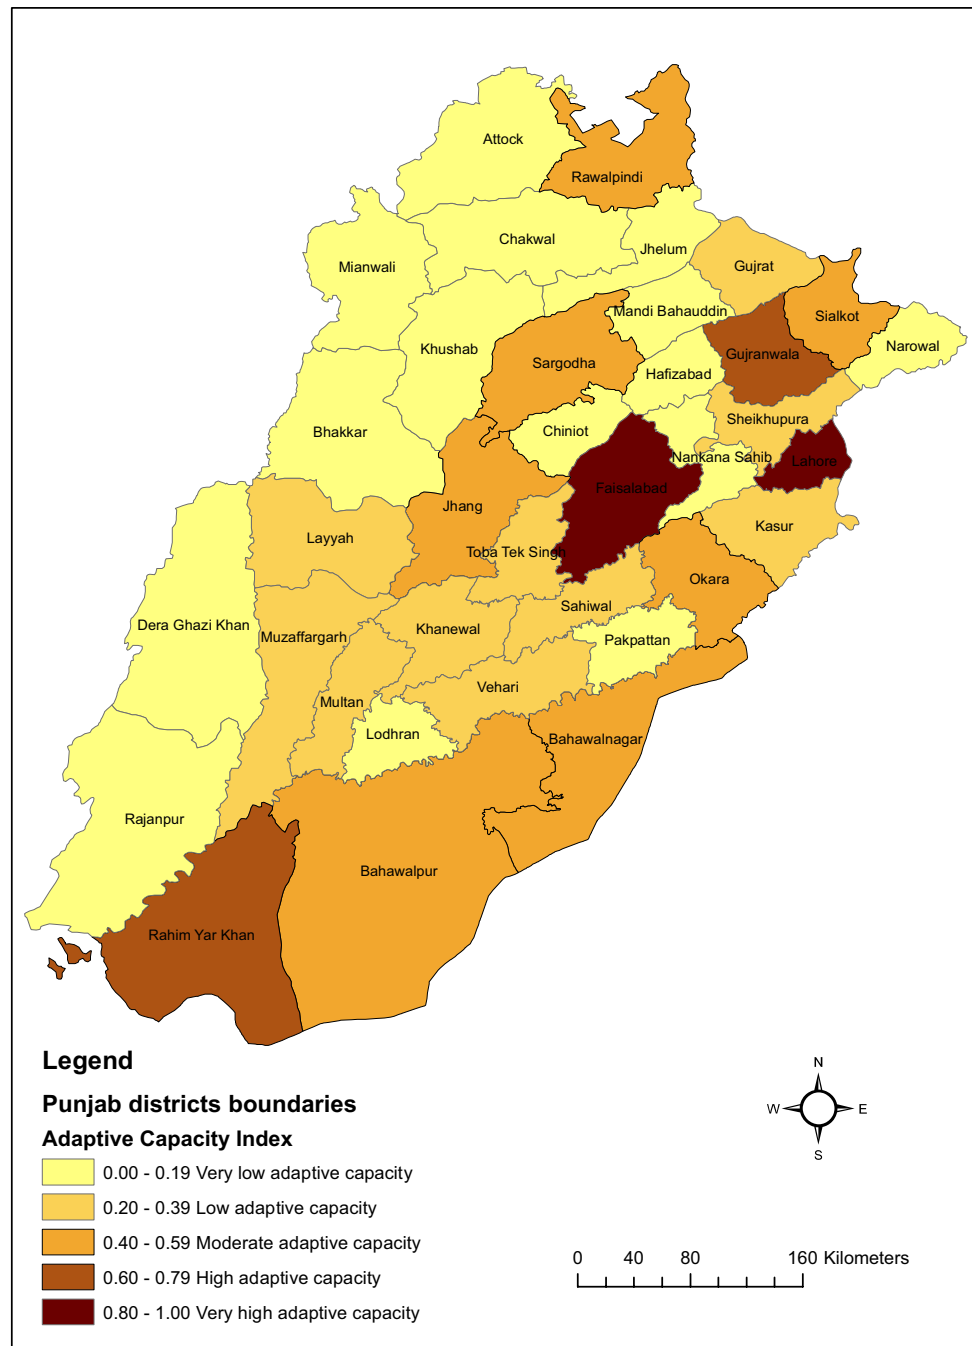 Attock
Rawalpindi
Chakwal
Jhelum
Mianwali
Gujrat
Mandi Bahauddin
Sialkot
Khushab
Gujranwala
Narowal
Sargodha
Hafizabad
Sheikhupura
Bhakkar
Chiniot
Nankana Sahib
Lahore
Faisalabad
Jhang
Kasur
Layyah
Toba Tek Singh
Okara
Sahiwal
Dera Ghazi Khan
Muzaffargarh
Khanewal
Pakpattan
Vehari
Multan
Lodhran
Bahawalnagar
Rajanpur
Bahawalpur
Rahim Yar Khan
Legend
Punjab districts boundaries
Adaptive Capacity Index
0.00 - 0.19 Very low adaptive capacity
0.20 - 0.39 Low adaptive capacity
0.40 - 0.59 Moderate adaptive capacity
0.60 - 0.79 High adaptive capacity
0.80 - 1.00 Very high adaptive capacity
N
W E
S
0 40 80 160 Kilometers